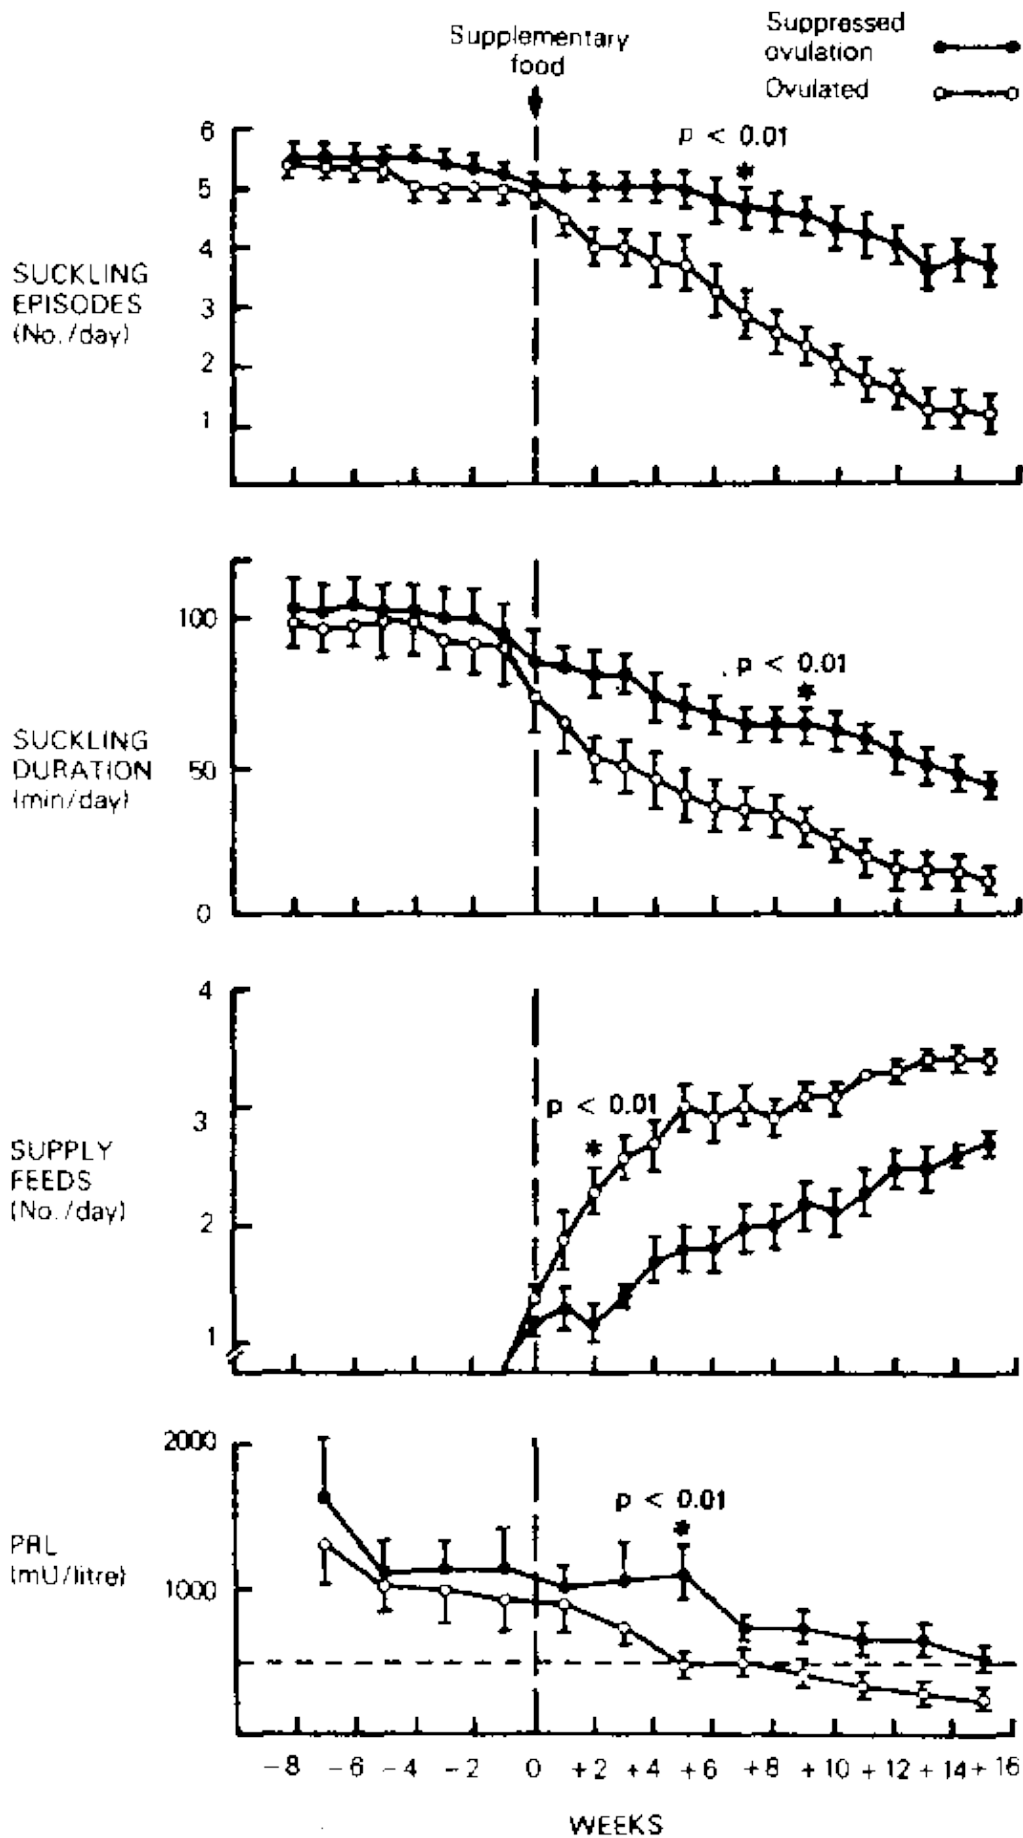 Supplementary
food
Suppressed
ovulation
Ovulated
p < 0.01
*
6
5
4
3
2
1
SUCKLING
EPISODES
(No./day)
100
50
0
p < 0.01
*
SUCKLING
DURATION
(min/day)
4
3
2
1
p < 0.01
*
SUPPLY
FEEDS
(No./day)
2000
1000
p < 0.01
*
PRL
(mU/litre)
-8 -6 -4 -2 0 +2 +4 +6 +8 +10 +12 +14 +16
WEEKS